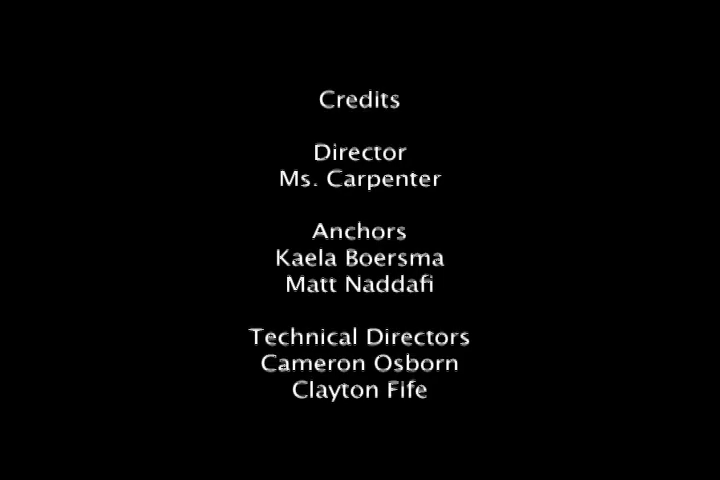 Credits
Director
Ms. Carpenter
Anchors
Kaela Boersma
Matt Naddafi
Technical Directors
Cameron Osborn
Clayton Fife